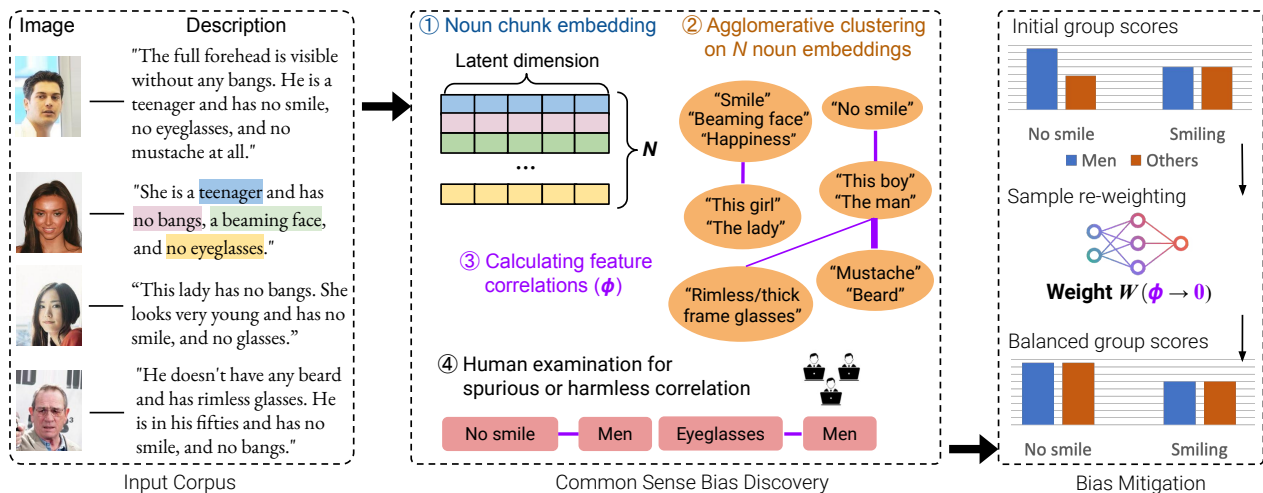 Image
Description
"The full forehead is visible
without any bangs. He is a
teenager and has no smile,
no eyeglasses, and no
mustache at all."
"She is a teenager and has
no bangs, a beaming face,
and no eyeglasses."
“This lady has no bangs. She
looks very young and has no
smile, and no glasses.”
"He doesn't have any beard
and has rimless glasses. He
is in his fifties and has no
smile, and no bangs."
Input Corpus
① Noun chunk embedding
Latent dimension
...
N
② Agglomerative clustering
on N noun embeddings
“Smile”
“Beaming face”
“Happiness”
“No smile”
“This girl”
“The lady”
“This boy”
“The man”
③ Calculating feature
correlations (ϕ)
“Rimless/thick
frame glasses”
“Mustache”
“Beard”
④ Human examination for
spurious or harmless correlation
No smile
Men
Eyeglasses
Men
Common Sense Bias Discovery
Initial group scores
No smile
Smiling
Men
Others
Sample re-weighting
Weight W(ϕ → 0)
Balanced group scores
No smile
Smiling
Bias Mitigation